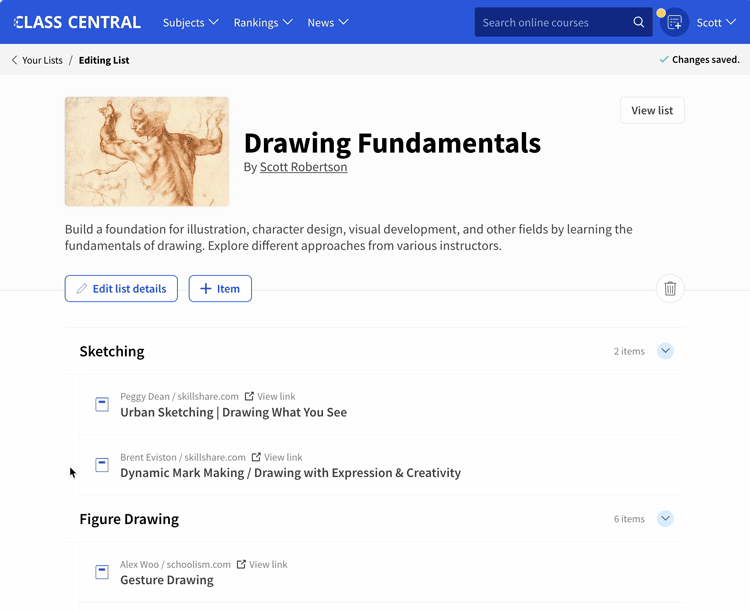 CLASS CENTRAL Subjects Rankings News Search online courses Scott
Your Lists / Editing List Changes saved.
View list
Drawing Fundamentals
By Scott Robertson
Build a foundation for illustration, character design, visual development, and other fields by learning the
fundamentals of drawing. Explore different approaches from various instructors.
Edit list details + Item
Sketching 2 items
Peggy Dean / skillshare.com View link
Urban Sketching | Drawing What You See
Brent Eviston / skillshare.com View link
Dynamic Mark Making / Drawing with Expression & Creativity
Figure Drawing 6 items
Alex Woo / schoolism.com View link
Gesture Drawing